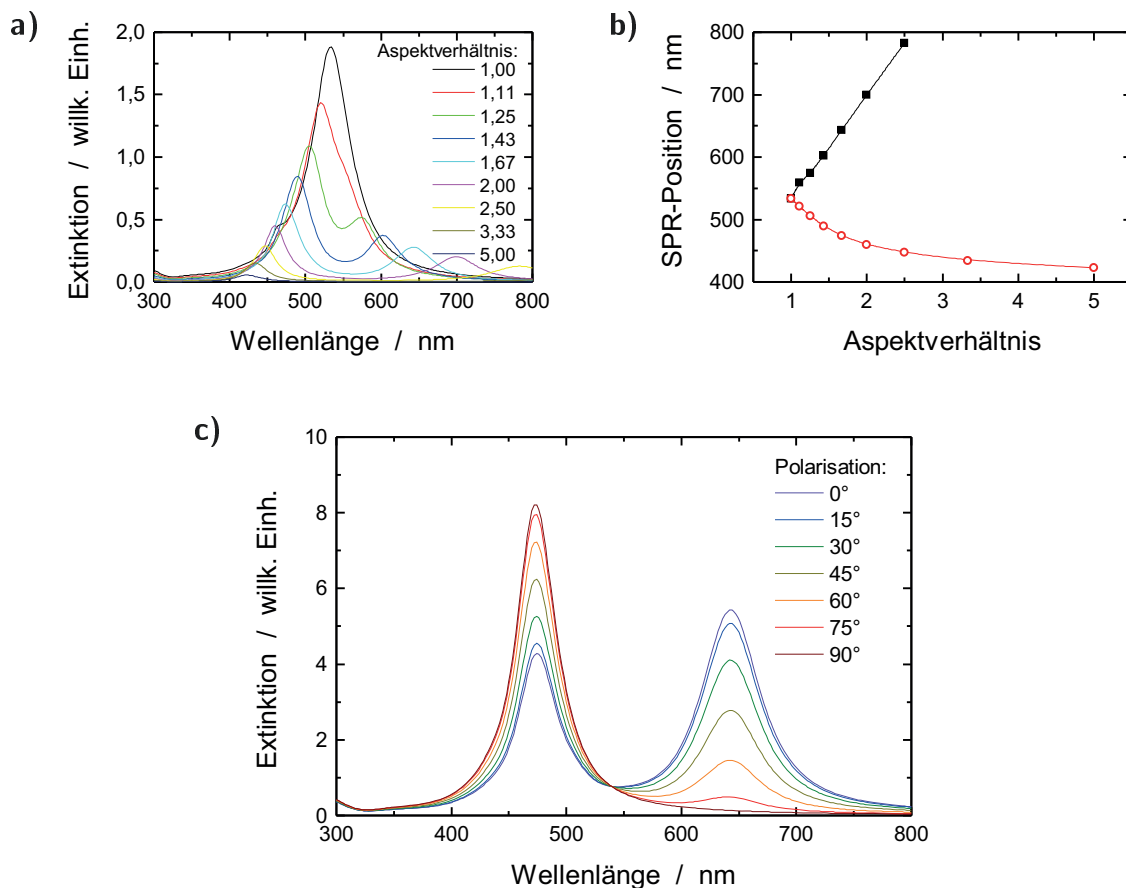 a)
Extinktion / willk. Einh.
2,0
1,5
1,0
0,5
0,0
300 400 500 600 700 800
Wellenlänge / nm
Aspektverhältnis:
1,00
1,11
1,25
1,43
1,67
2,00
2,50
3,33
5,00
b)
SPR-Position / nm
800
700
600
500
400
1 2 3 4 5
Aspektverhältnis
c)
Extinktion / willk. Einh.
10
8
6
4
2
0
300 400 500 600 700 800
Wellenlänge / nm
Polarisation:
0°
15°
30°
45°
60°
75°
90°